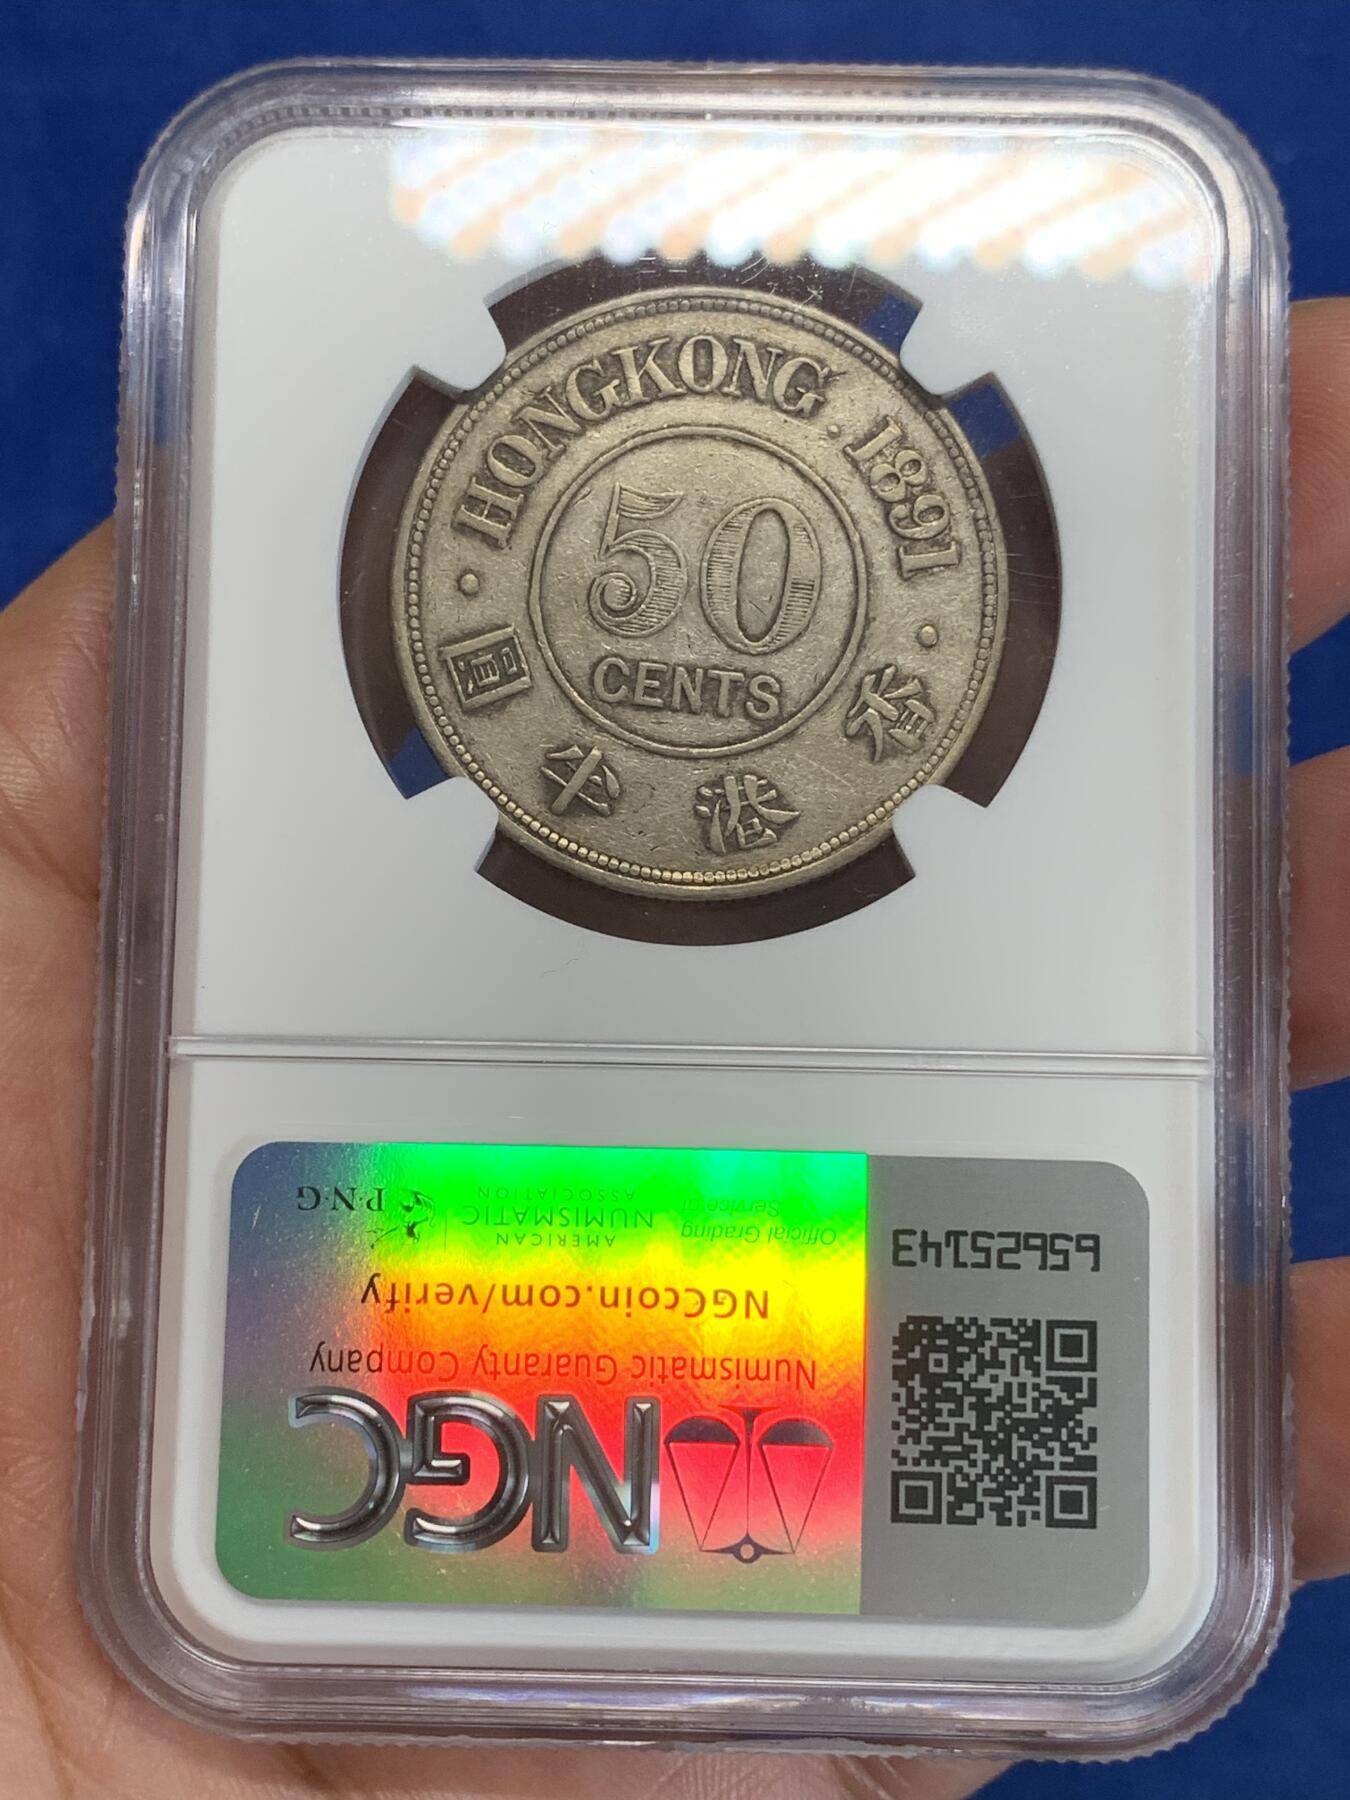 HONGKONG. 1891
50
CENTS
香港半圓
NGC
Numismatic Guaranty Company
NGCcoin.com/verify
Official Grading
Service of
AMERICAN
NUMISMATIC
ASSOCIATION
P·N·G
65625143